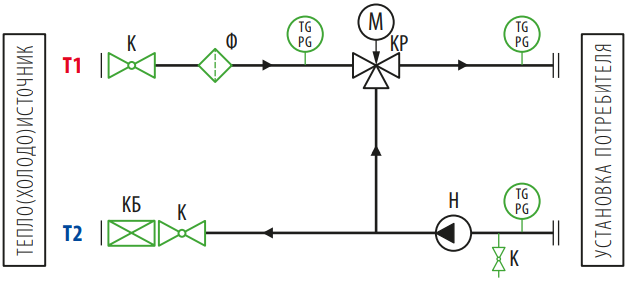 ТЕПЛО(ХОЛОДО)ИСТОЧНИК
T1
К
Ф
TG
PG
M
КР
TG
PG
УСТАНОВКА ПОТРЕБИТЕЛЯ
T2
КБ
К
Н
TG
PG
К